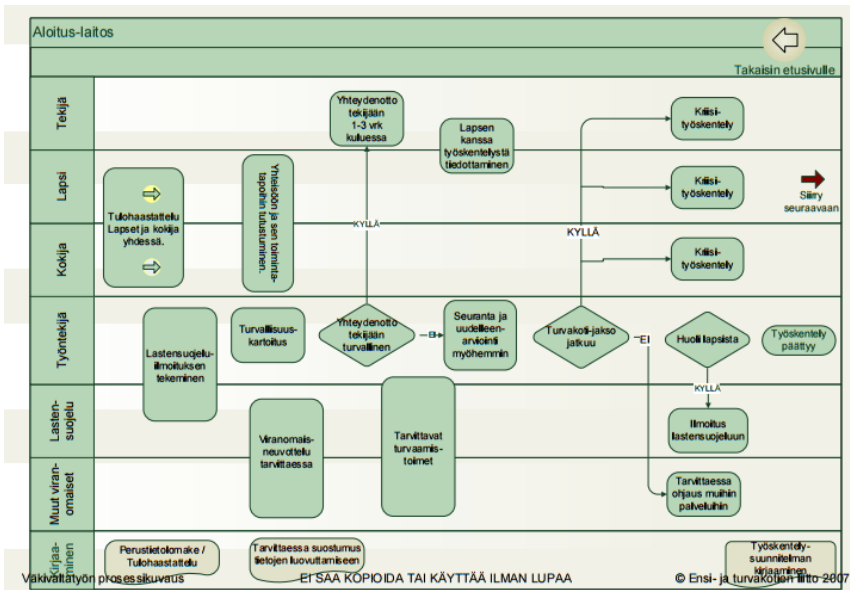 Aloitus-laitos
Takaisin etusivulle
Tekijä
Yhteydenotto
tekijään
1-3 vrk
kuluessa
Lapsen
kanssa
työskentelystä
tiedottaminen
Kriisi-
työskentely
Lapsi
Tulohaastattelu
Lapset ja kokija
yhdessä.
Yhteisöön ja sen toiminta-
tapoihin tutustuminen.
Kriisi-
työskentely
Siirry
seuraavaan
KYLLÄ
KYLLÄ
Kokija
Kriisi-
työskentely
Työntekijä
Lastensuojelu-
ilmoituksen
tekeminen
Turvallisuus-
kartoitus
Yhteydenotto
tekijään
turvallinen
EI
Seuranta ja
uudelleen-
arviointi
myöhemmin
Turvakoti-jakso
jatkuu
EI
Huoli lapsista
Työskentely
päättyy
KYLLÄ
Lasten-
suojelu
Viranomais-
neuvottelu
tarvittaessa
Tarvittavat
turvaamis-
toimet
Ilmoitus
lastensuojeluun
Muut viran-
omaiset
Tarvittaessa
ohjaus muihin
palveluihin
Kirjaa-
minen
Perustietolomake /
Tulohaastattelu
Tarvittaessa suostumus
tietojen luovuttamiseen
Työskentely-
suunnitelman
kirjaaminen
Väkivaltatyön prosessikuvaus
EI SAA KOPIOIDA TAI KÄYTTÄÄ ILMAN LUPAA
© Ensi- ja turvakotien liitto 2007